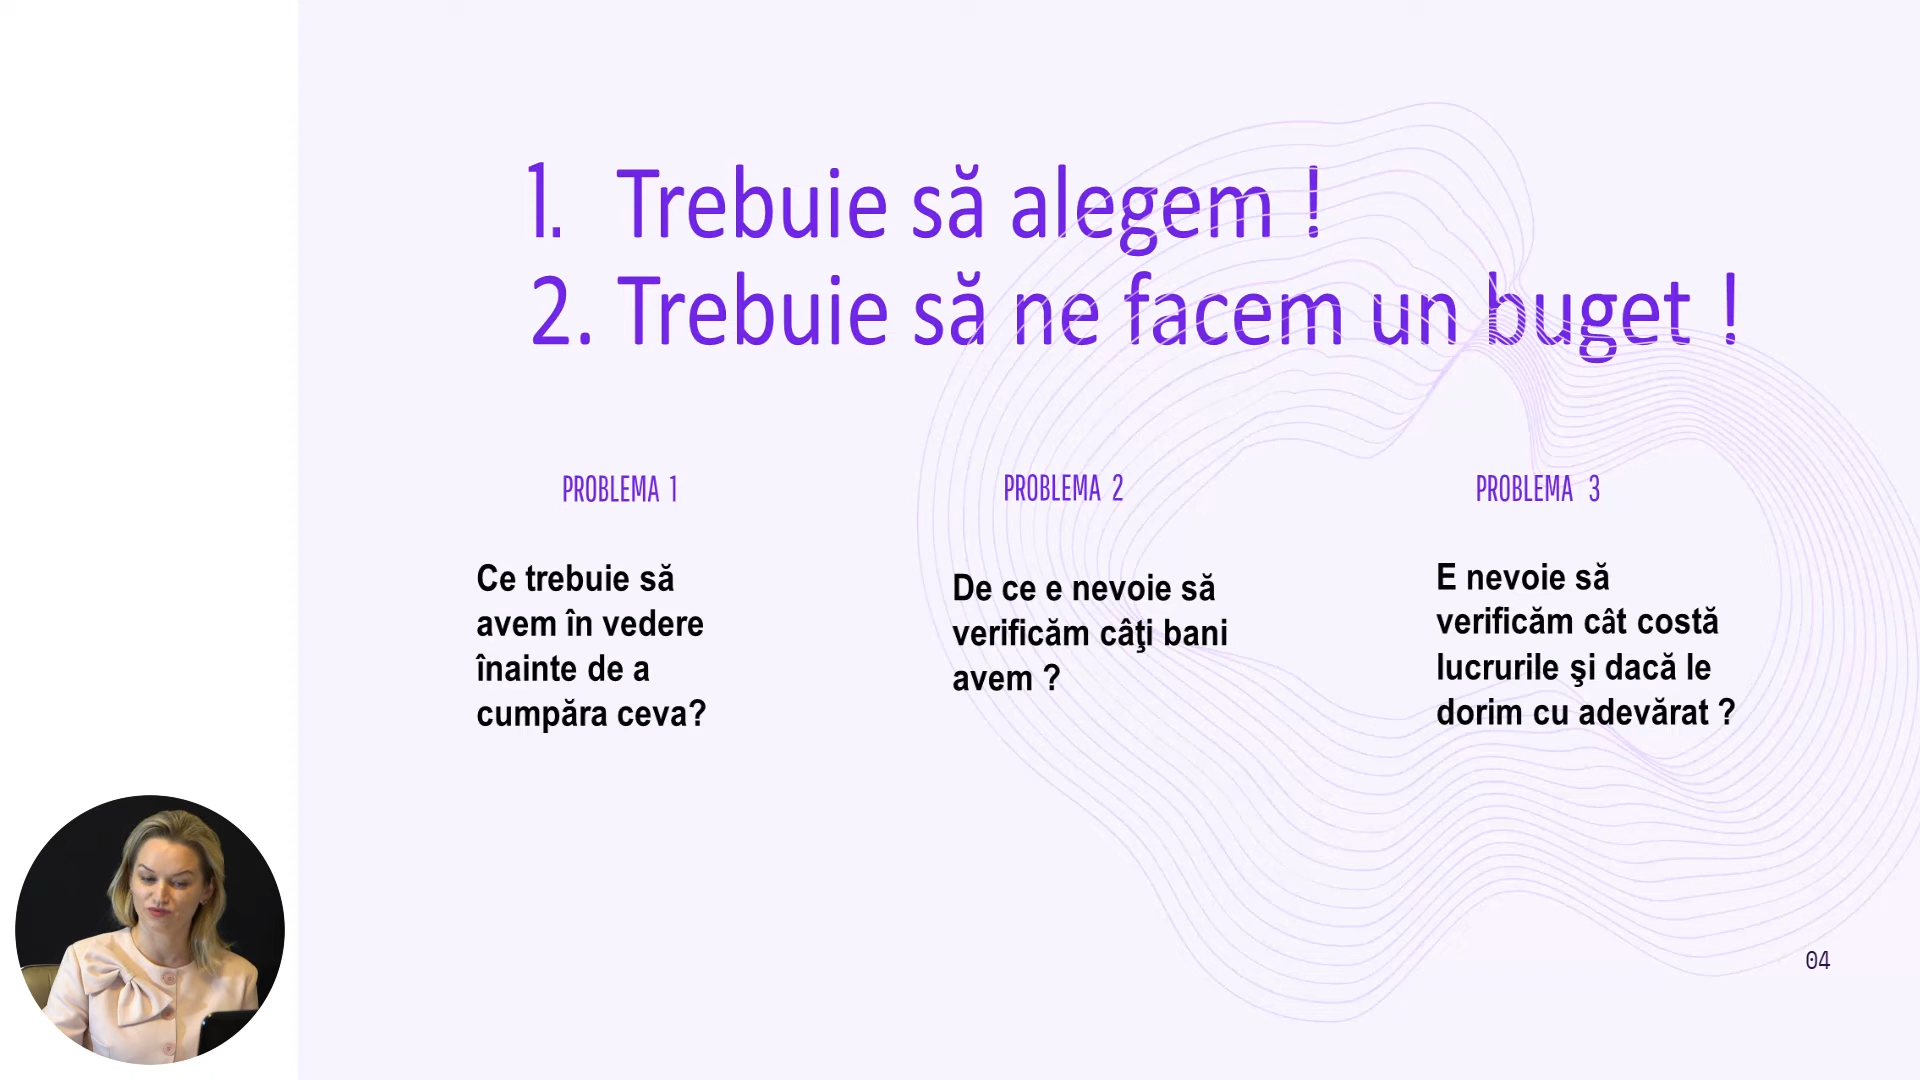 1. Trebuie să alegem !
2. Trebuie să ne facem un buget !
PROBLEMA 1
Ce trebuie să
avem în vedere
înainte de a
cumpăra ceva?
PROBLEMA 2
De ce e nevoie să
verificăm câţi bani
avem ?
PROBLEMA 3
E nevoie să
verificăm cât costă
lucrurile şi dacă le
dorim cu adevărat ?
04